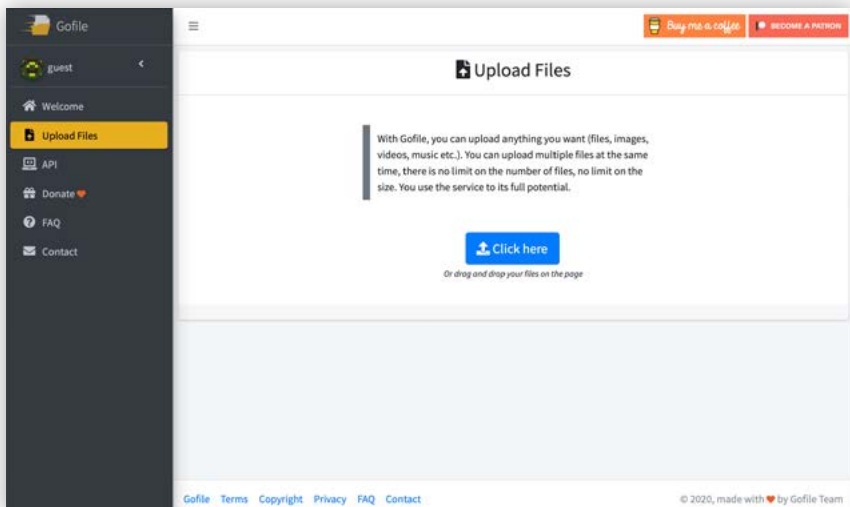 Gofile
Buy me a coffee
BECOME A PATRON
guest
Upload Files
Welcome
Upload Files
API
Donate
FAQ
Contact
With Gofile, you can upload anything you want (files, images,
videos, music etc.). You can upload multiple files at the same
time, there is no limit on the number of files, no limit on the
size. You use the service to its full potential.
Click here
Or drag and drop your files on the page
Gofile Terms Copyright Privacy FAQ Contact
© 2020, made with by Gofile Team